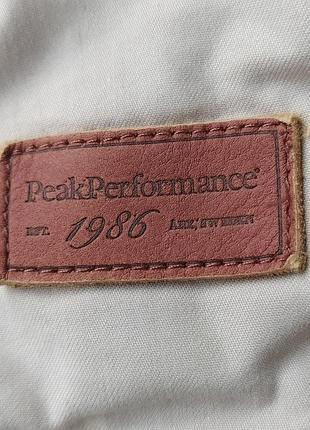 PeakPerformance®
EST. 1986 ÅRE, SWEDEN